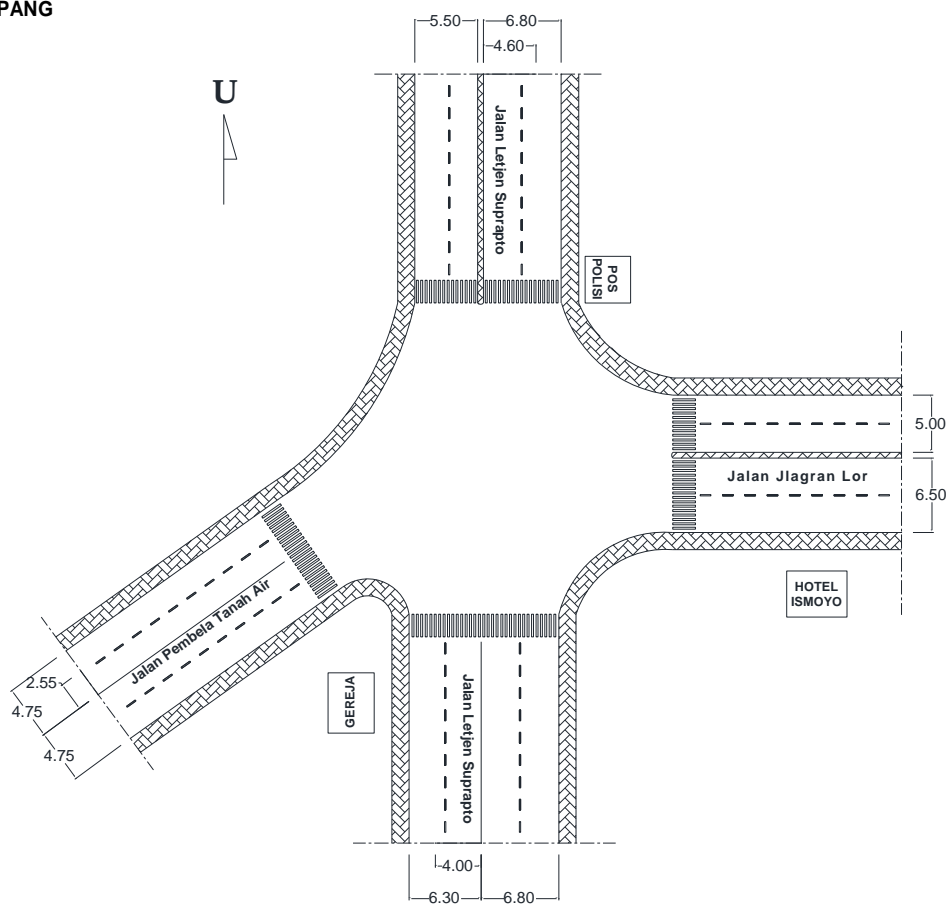 PANG
5.50
6.80
4.60
U
Jalan Letjen Suprapto
POS
POLISI
5.00
Jalan Jlagran Lor
6.50
HOTEL
ISMOYO
Jalan Pembela Tanah Air
2.55
4.75
4.75
GEREJA
Jalan Letjen Suprapto
4.00
6.30
6.80